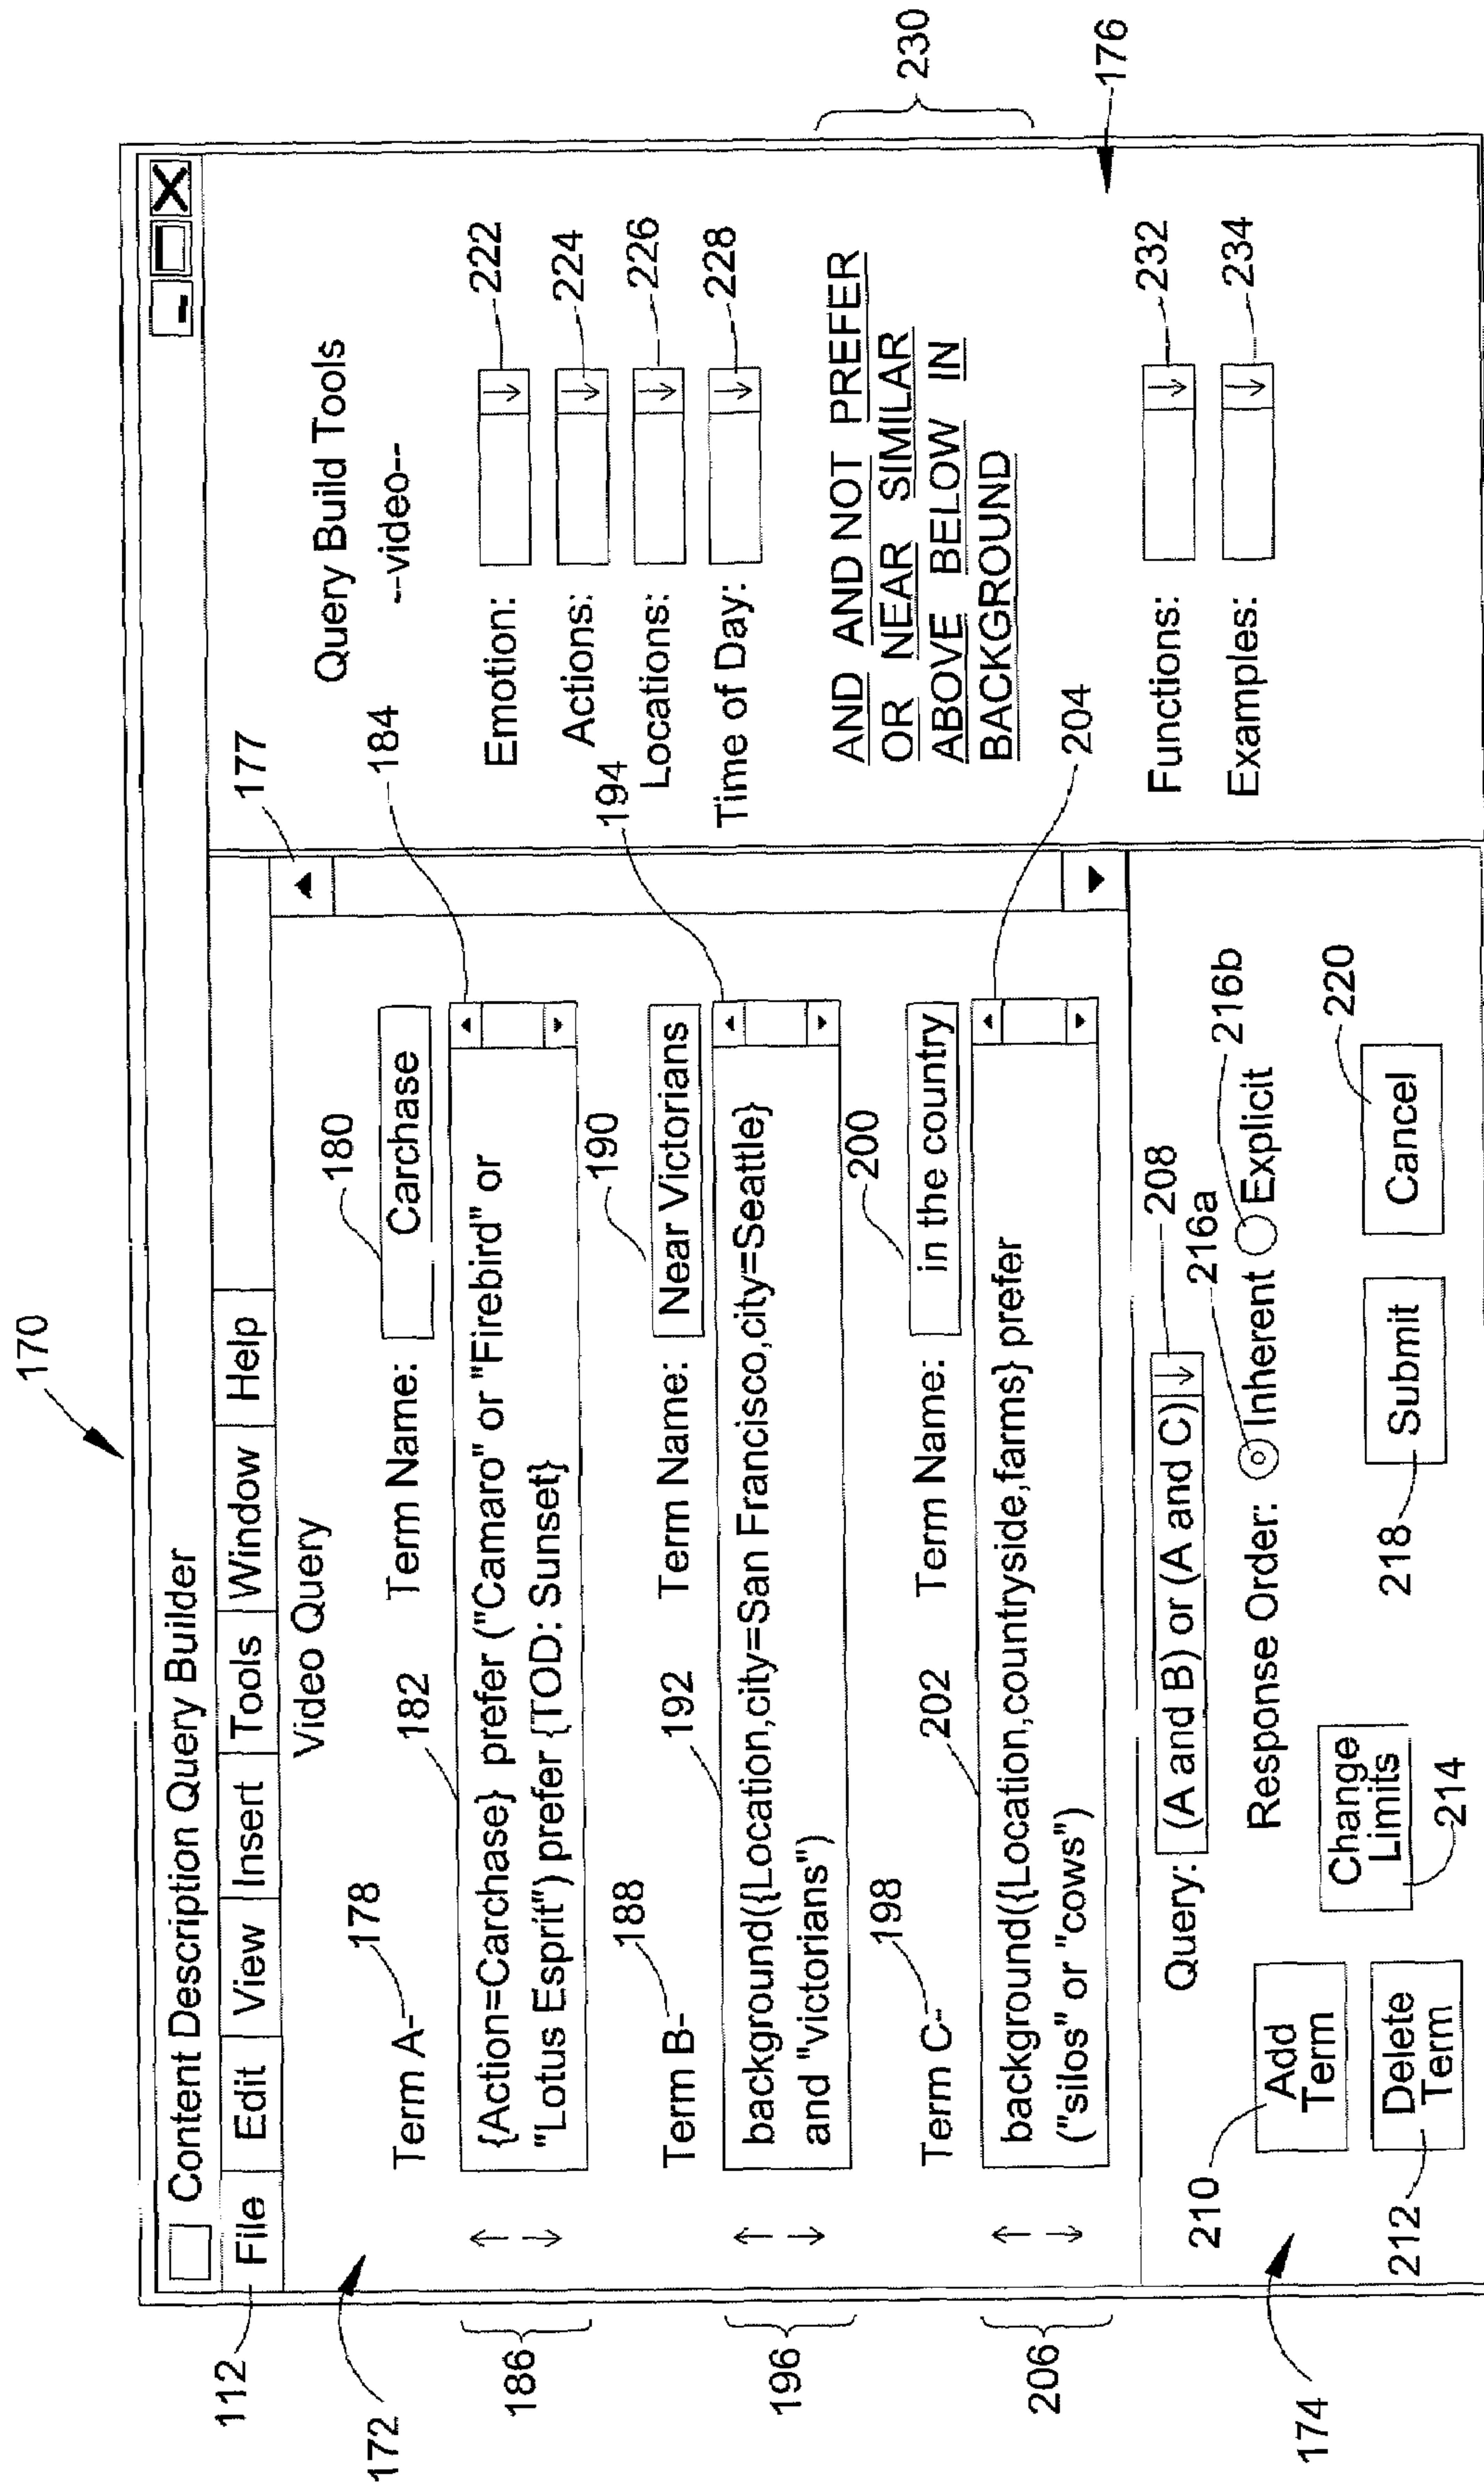 170
Content Description Query Builder
112
File Edit View Insert Tools Window Help
Video Query
177
172
Term A-
178
Term Name:
Carchase
180
182
184
{Action=Carchase} prefer ("Camaro" or "Firebird" or
"Lotus Esprit") prefer {TOD: Sunset}
186
Term B-
188
Term Name:
Near Victorians
190
192
194
background({Location,city=San Francisco,city=Seattle}
and "victorians")
196
Term C-
198
Term Name:
in the country
200
202
204
background({Location,countryside,farms} prefer
("silos" or "cows")
206
Query: (A and B) or (A and C)
208
210
Add
Term
Response Order: Inherent Explicit
216a
216b
212
Delete
Term
Change
Limits
214
218
Submit
Cancel
220
174
Query Build Tools
--video--
Emotion:
222
Actions:
224
Locations:
226
Time of Day:
228
AND AND NOT PREFER
OR NEAR SIMILAR
ABOVE BELOW IN
BACKGROUND
230
176
Functions:
232
Examples:
234